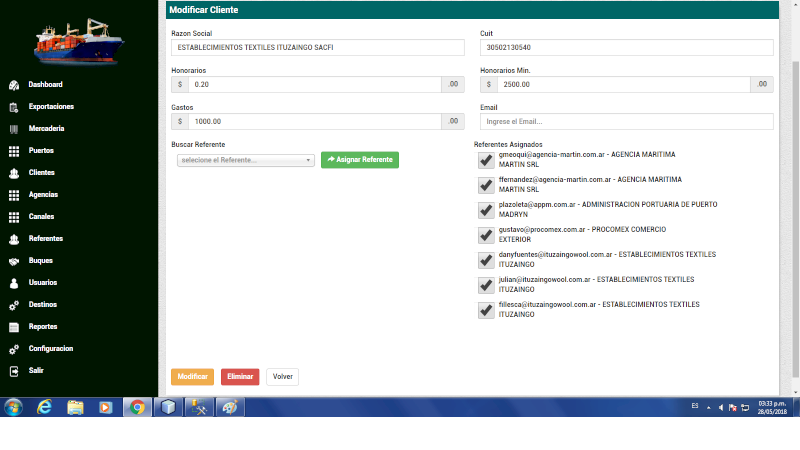 Modificar Cliente
Razon Social
Cuit
ESTABLECIMIENTOS TEXTILES ITUZAINGO SACFI
30502130540
Honorarios
Honorarios Min.
$ 0.20 .00
$ 2500.00 .00
Gastos
Email
$ 1000.00 .00
Ingrese el Email...
Buscar Referente
Referentes Asignados
selecione el Referente...
Asignar Referente
gmeoqui@agencia-martin.com.ar - AGENCIA MARITIMA
MARTIN SRL
ffernandez@agencia-martin.com.ar - AGENCIA MARITIMA
MARTIN SRL
plazoleta@appm.com.ar - ADMINISTRACION PORTUARIA DE PUERTO
MADRYN
gustavo@procomex.com.ar - PROCOMEX COMERCIO
EXTERIOR
danyfuentes@ituzaingowool.com.ar - ESTABLECIMIENTOS TEXTILES
ITUZAINGO
julian@ituzaingowool.com.ar - ESTABLECIMIENTOS TEXTILES
ITUZAINGO
fillesca@ituzaingowool.com.ar - ESTABLECIMIENTOS TEXTILES
ITUZAINGO
Modificar
Eliminar
Volver
Dashboard
Exportaciones
Mercaderia
Puertos
Clientes
Agencias
Canales
Referentes
Buques
Usuarios
Destinos
Reportes
Configuracion
Salir
ES
03:33 p.m.
28/05/2018